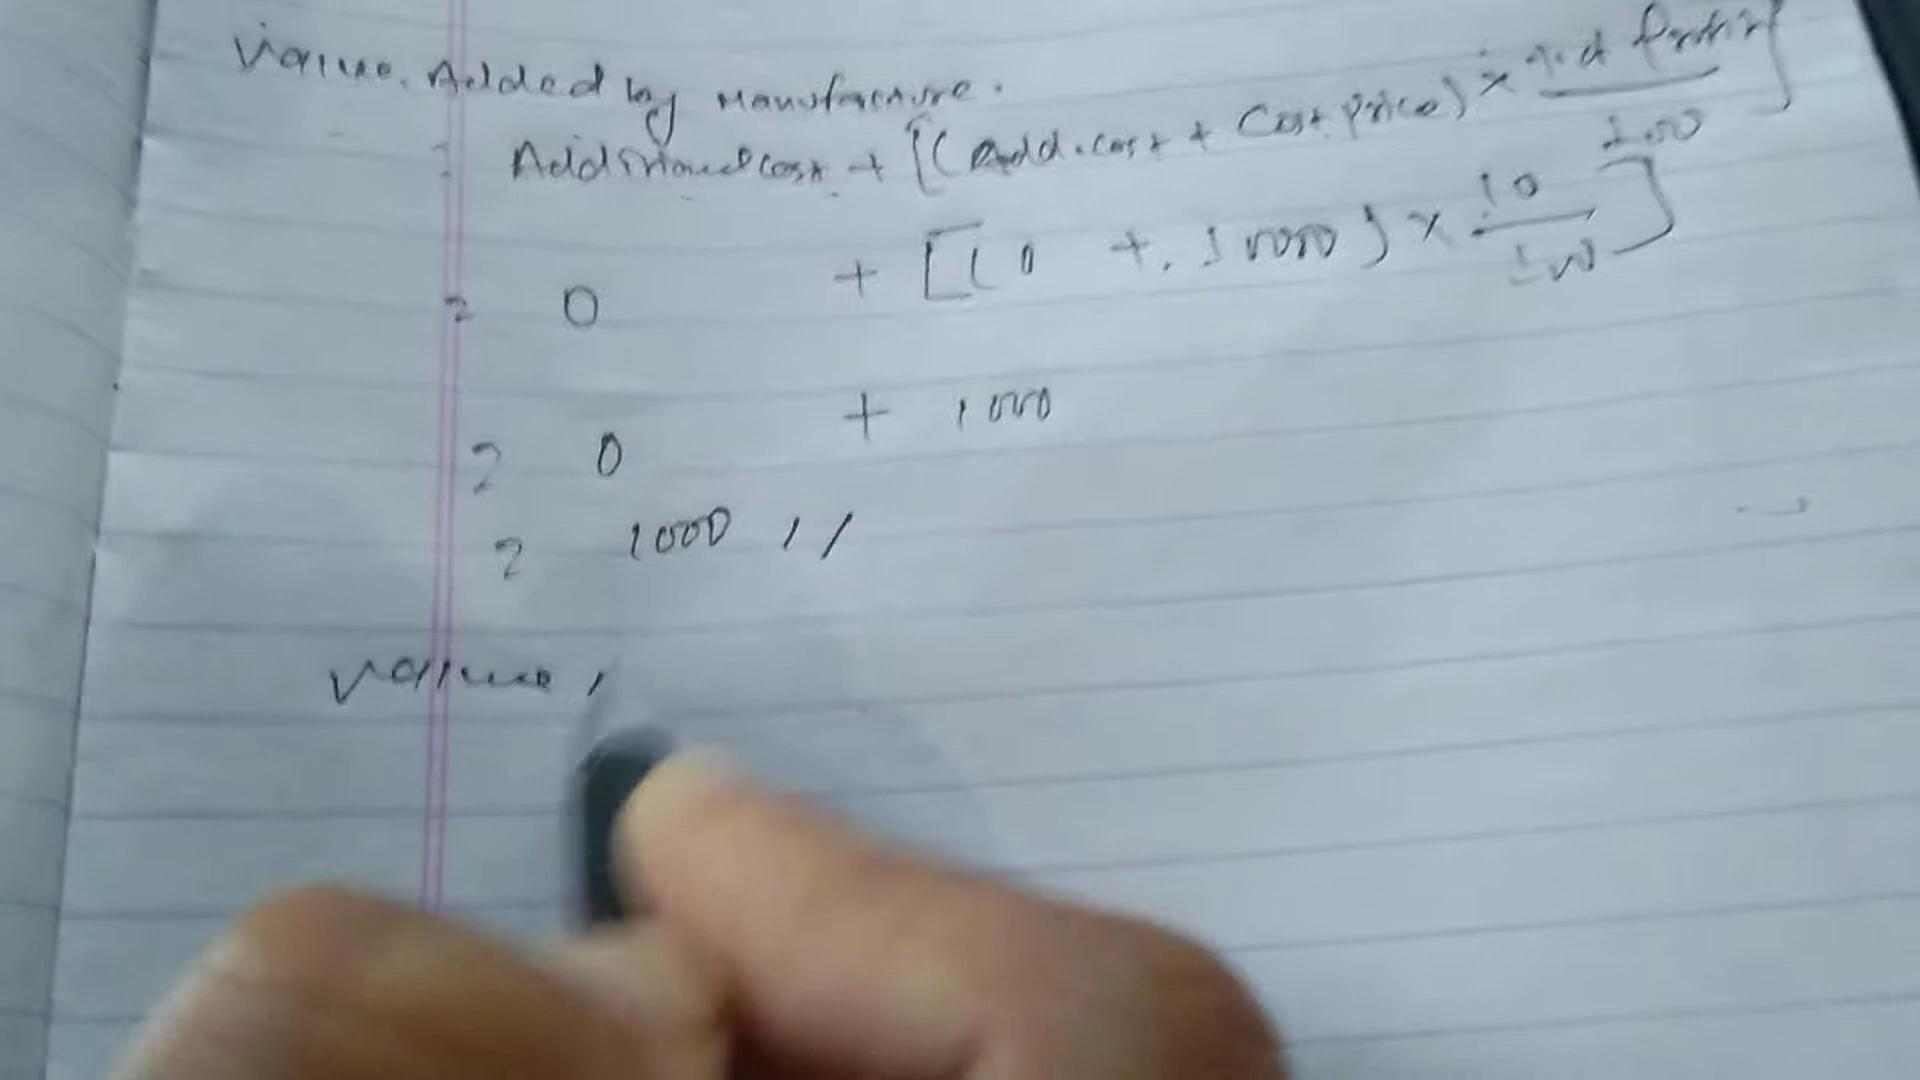 Value Added by Manufacture.
= Additional cost + [(Add.cost + Cost price) × % of Profit / 100]
= 0 + [(0 + 10000) × 10 / 100]
= 0 + 1000
= 1000 //
Value